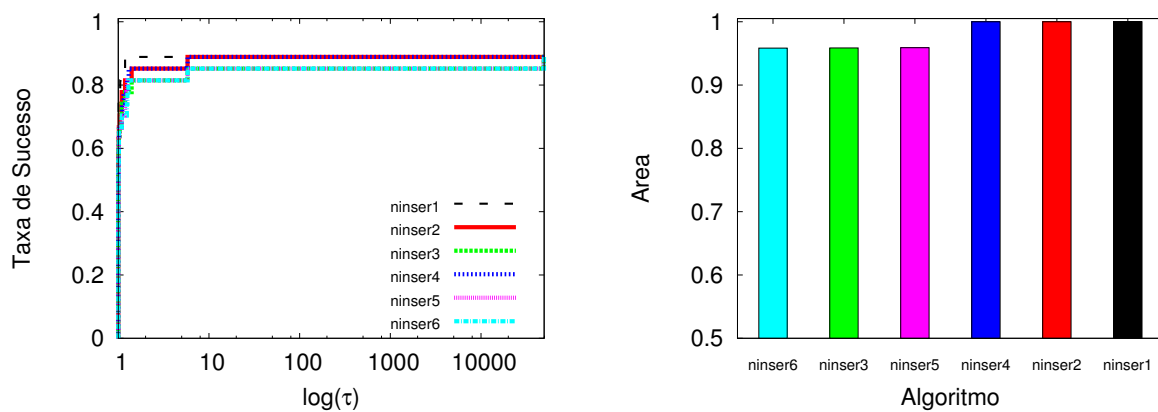 1
0.8
0.6
0.4
0.2
0
Taxa de Sucesso
ninser1
ninser2
ninser3
ninser4
ninser5
ninser6
1 10 100 1000 10000
log(τ)
1
0.9
0.8
0.7
0.6
0.5
Area
ninser6 ninser3 ninser5 ninser4 ninser2 ninser1
Algoritmo